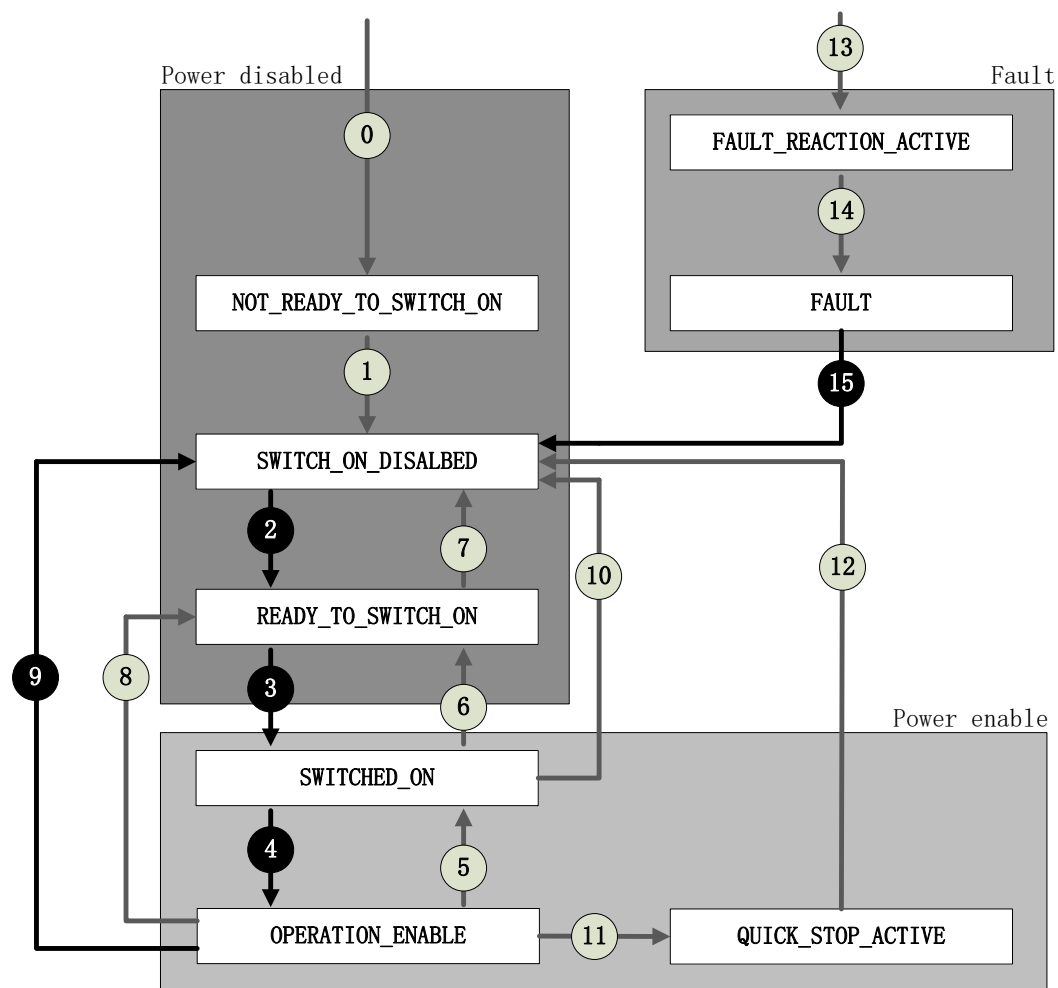 13
Power disabled
Fault
0
FAULT_REACTION_ACTIVE
14
NOT_READY_TO_SWITCH_ON
FAULT
1
15
SWITCH_ON_DISALBED
2
7
12
10
READY_TO_SWITCH_ON
9
8
3
6
Power enable
SWITCHED_ON
4
5
OPERATION_ENABLE
11
QUICK_STOP_ACTIVE